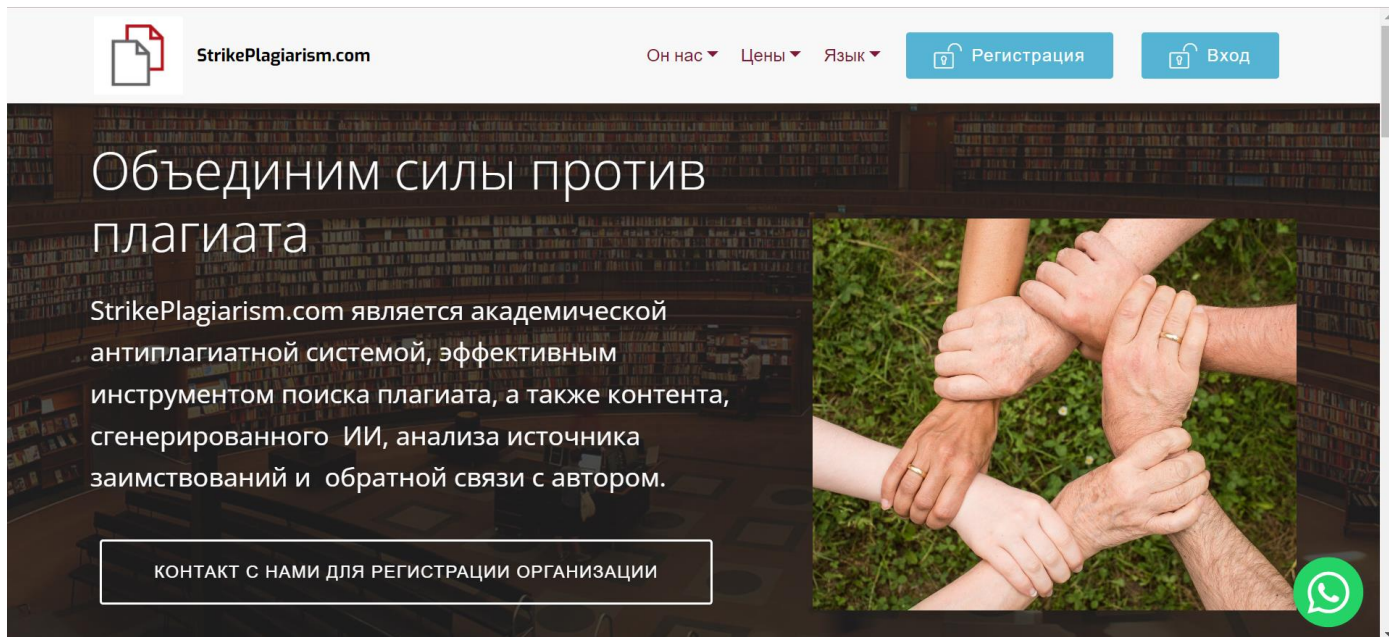 StrikePlagiarism.com
Он нас
Цены
Язык
Регистрация
Вход
Объединим силы против
плагиата
StrikePlagiarism.com является академической
антиплагиатной системой, эффективным
инструментом поиска плагиата, а также контента,
сгенерированного ИИ, анализа источника
заимствований и обратной связи с автором.
КОНТАКТ С НАМИ ДЛЯ РЕГИСТРАЦИИ ОРГАНИЗАЦИИ